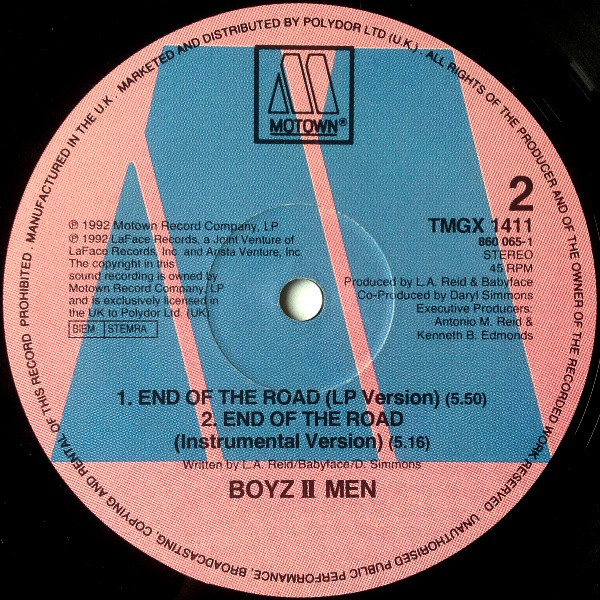 MANUFACTURED IN THE U.K. MARKETED AND DISTRIBUTED BY POLYDOR LTD (U.K.) · ALL RIGHTS OF THE PRODUCER AND OF THE OWNER OF THE RECORDED WORK RESERVED UNAUTHORISED PUBLIC PERFORMANCE, BROADCASTING, COPYING AND RENTAL OF THIS RECORD PROHIBITED
MOTOWN®
2
TMGX 1411
860 065-1
STEREO
45 RPM
Produced by L.A. Reid & Babyface
Co-Produced by Daryl Simmons
Executive Producers:
Antonio M. Reid &
Kenneth B. Edmonds
℗ 1992 Motown Record Company, LP
℗ 1992 LaFace Records, a Joint Venture of
LaFace Records, Inc. and Arista Venture, Inc.
The copyright in this
sound recording is owned by
Motown Record Company, LP
and is exclusively licensed in
the UK to Polydor Ltd. (UK)
BIEM STEMRA
1. END OF THE ROAD (LP Version) (5.50)
2. END OF THE ROAD
(Instrumental Version) (5.16)
Written by L.A. Reid/Babyface/D. Simmons
BOYZ II MEN